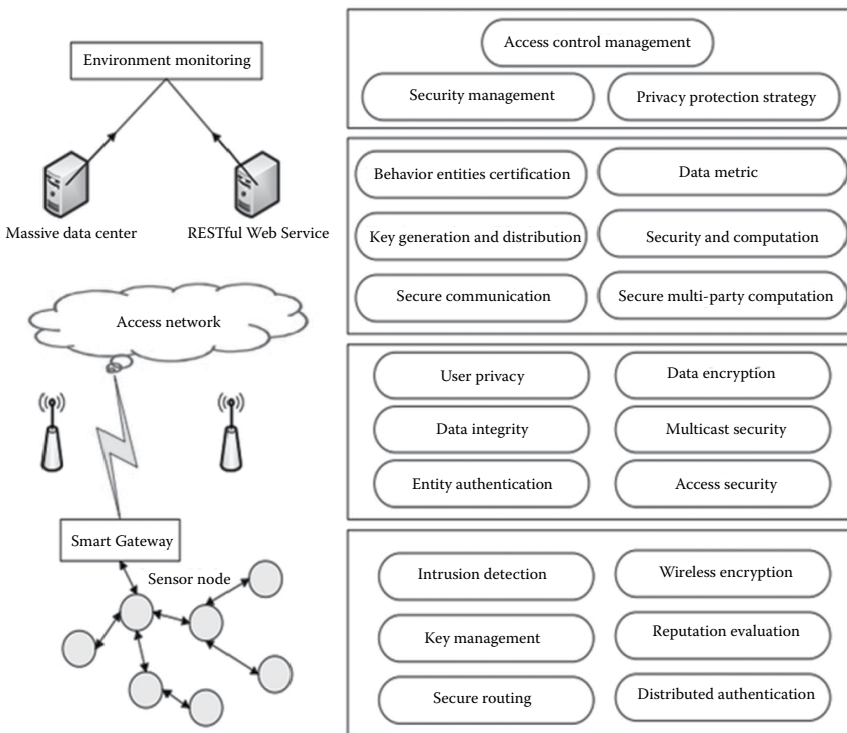 Environment monitoring
Massive data center
RESTful Web Service
Access network
Smart Gateway
Sensor node
Access control management
Security management
Privacy protection strategy
Behavior entities certification
Data metric
Key generation and distribution
Security and computation
Secure communication
Secure multi-party computation
User privacy
Data encryption
Data integrity
Multicast security
Entity authentication
Access security
Intrusion detection
Wireless encryption
Key management
Reputation evaluation
Secure routing
Distributed authentication